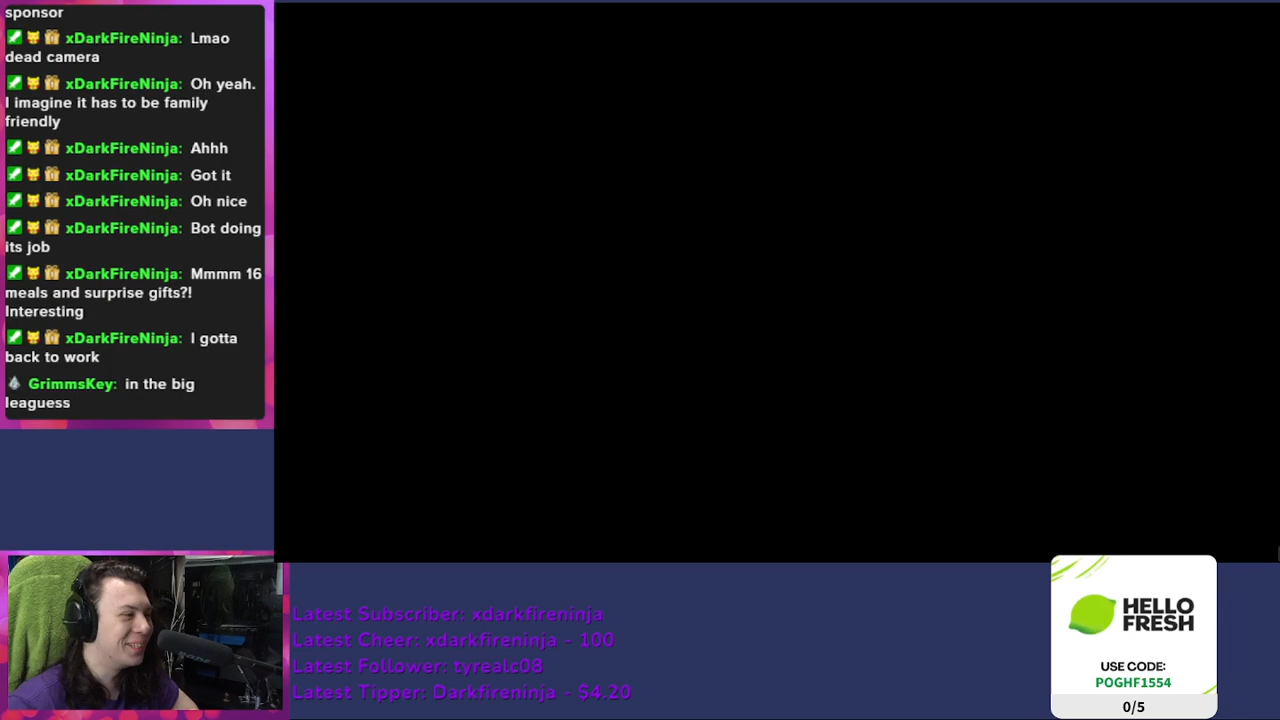 sponsor
xDarkFireNinja: Lmao
dead camera
xDarkFireNinja: Oh yeah.
I imagine it has to be family
friendly
xDarkFireNinja: Ahhh
xDarkFireNinja: Got it
xDarkFireNinja: Oh nice
xDarkFireNinja: Bot doing
its job
xDarkFireNinja: Mmmm 16
meals and surprise gifts?!
Interesting
xDarkFireNinja: I gotta
back to work
GrimmsKey: in the big
leaguess
Latest Subscriber: xdarkfireninja
Latest Cheer: xdarkfireninja - 100
Latest Follower: tyrealc08
Latest Tipper: Darkfireninja - $4.20
HELLO
FRESH
USE CODE:
POGHF1554
0/5